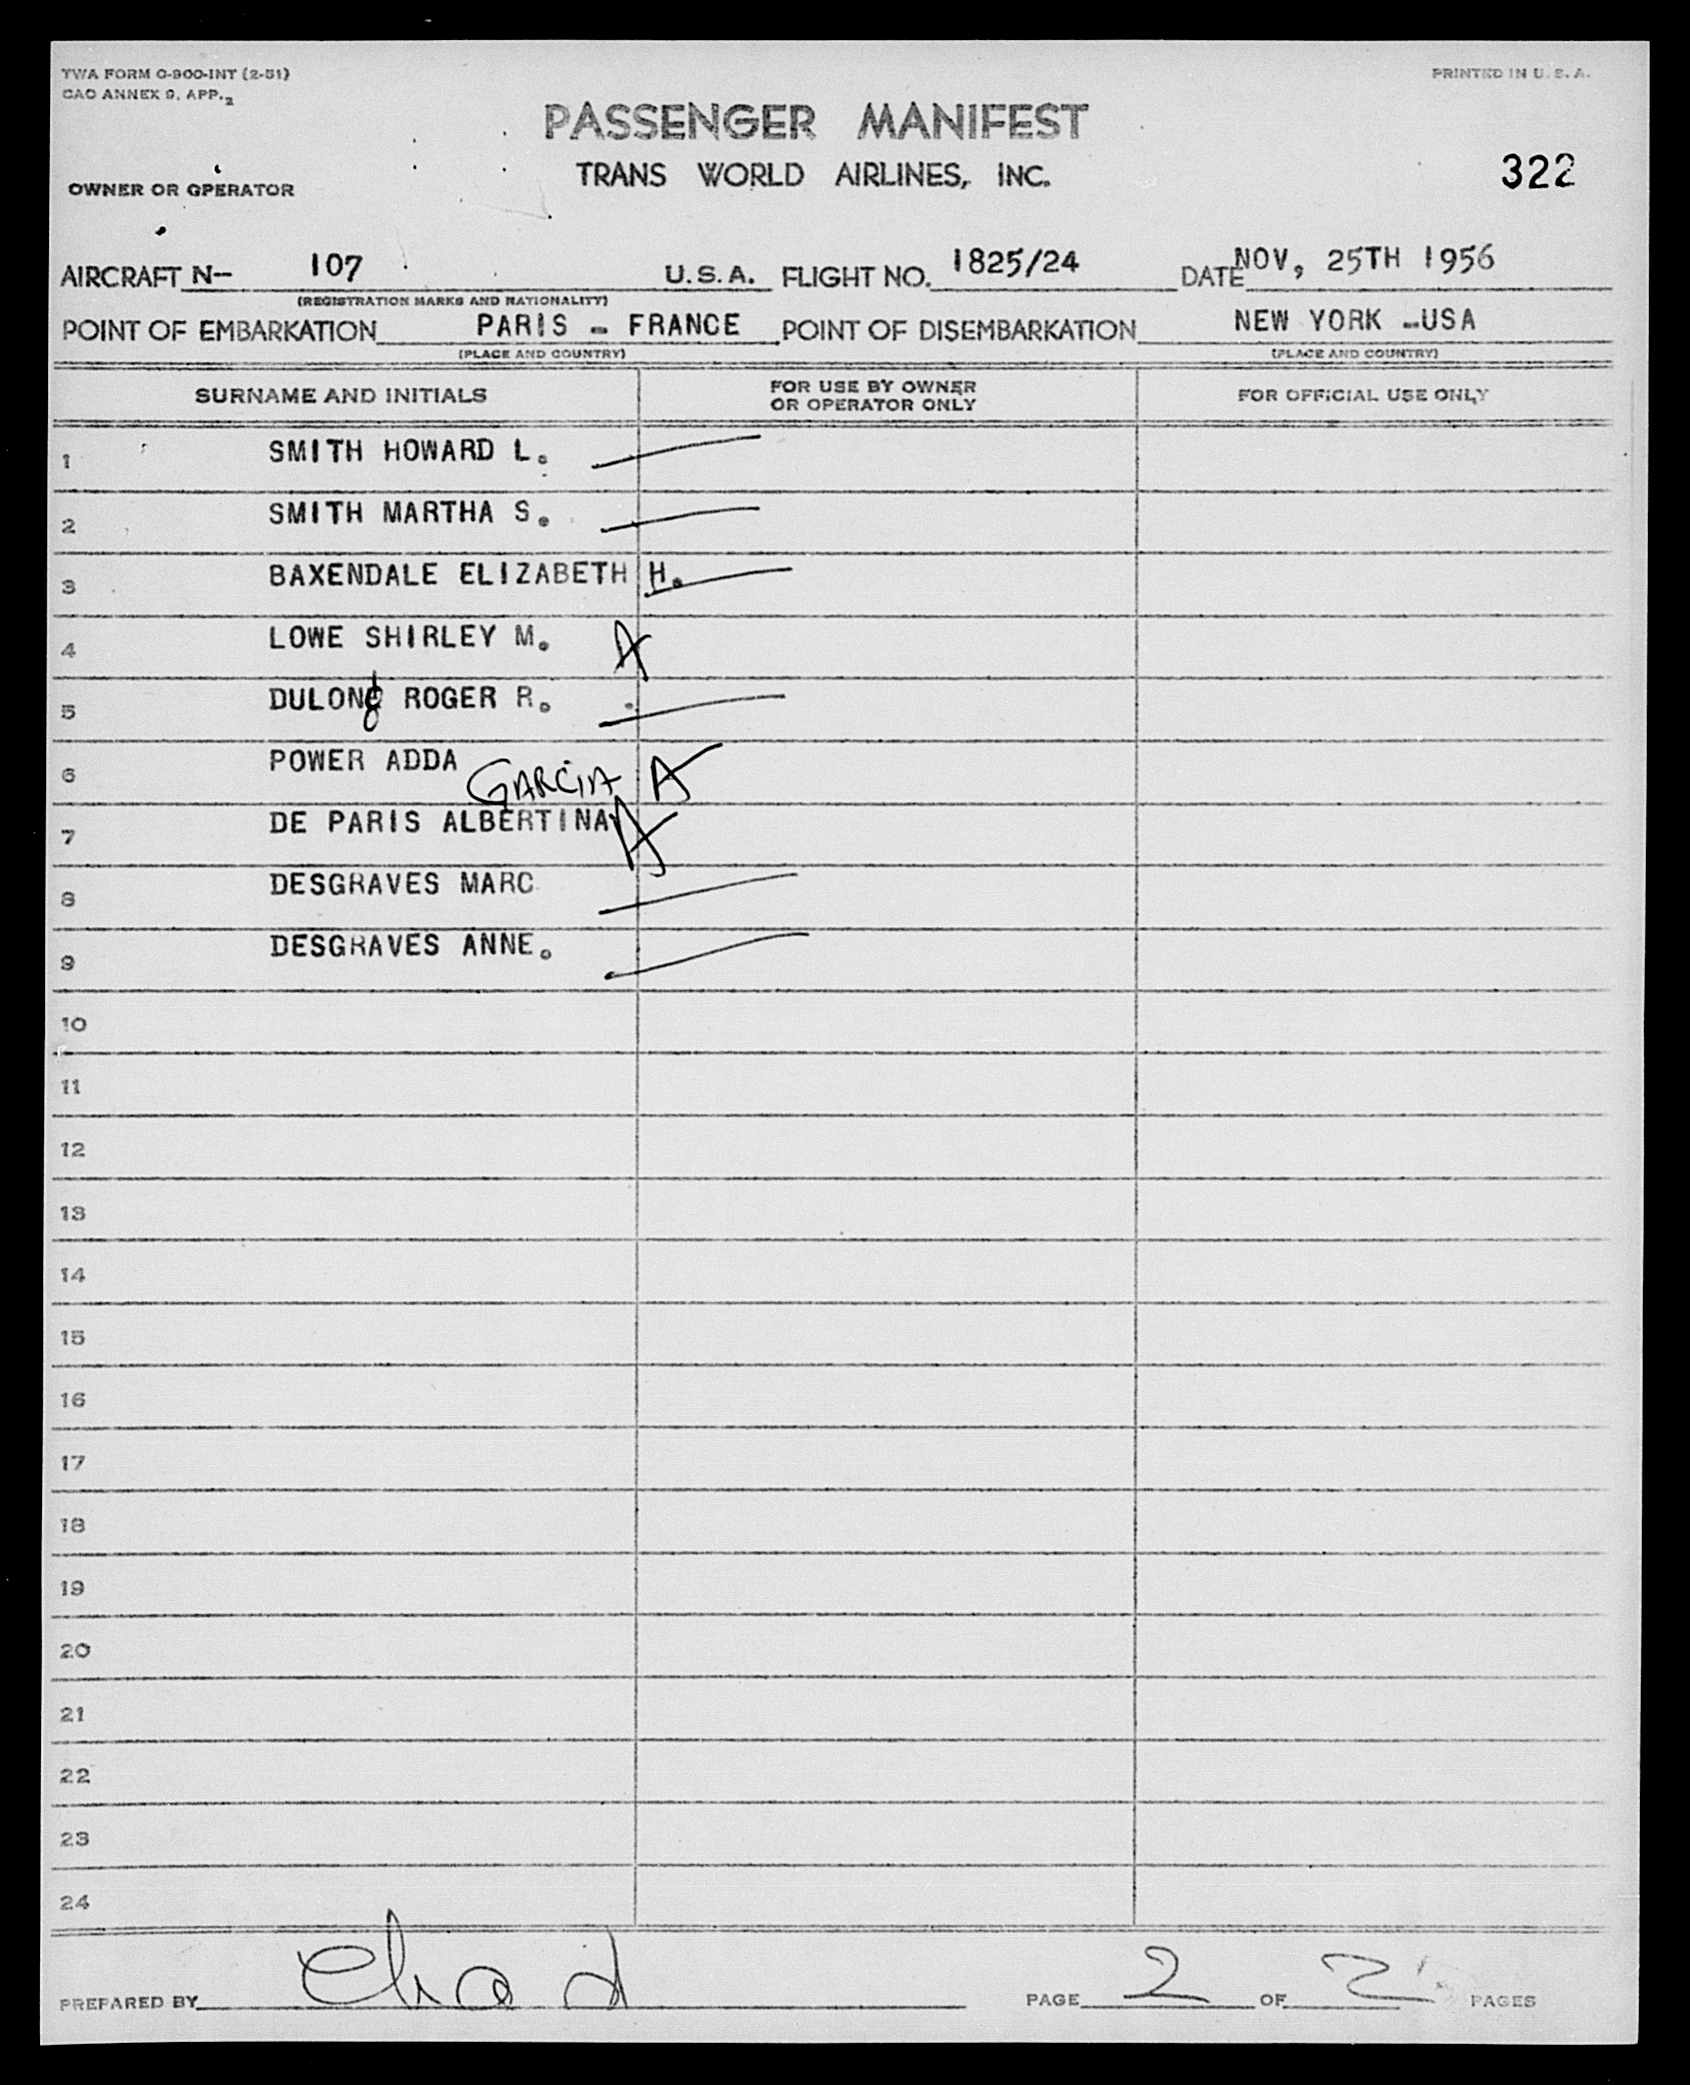 TWA FORM O-900-INT (2-51)
PRINTED IN U. S. A.
CAO ANNEX 9, APP. 2
PASSENGER MANIFEST
TRANS WORLD AIRLINES, INC.
322
OWNER OR OPERATOR
AIRCRAFT N- 107 U.S.A. FLIGHT NO. 1825/24 DATE NOV, 25TH 1956
(REGISTRATION MARKS AND NATIONALITY)
POINT OF EMBARKATION PARIS - FRANCE POINT OF DISEMBARKATION NEW YORK -USA
(PLACE AND COUNTRY) (PLACE AND COUNTRY)
SURNAME AND INITIALS FOR USE BY OWNER OR OPERATOR ONLY FOR OFFICIAL USE ONLY
1 SMITH HOWARD L.
2 SMITH MARTHA S.
3 BAXENDALE ELIZABETH H.
4 LOWE SHIRLEY M. A
5 DULONg ROGER R.
6 POWER ADDA A
GARCIA
7 DE PARIS ALBERTINA A
8 DESGRAVES MARC
9 DESGRAVES ANNE.
10
11
12
13
14
15
16
17
18
19
20
21
22
23
24
PREPARED BY PAGE 2 OF 2 PAGES